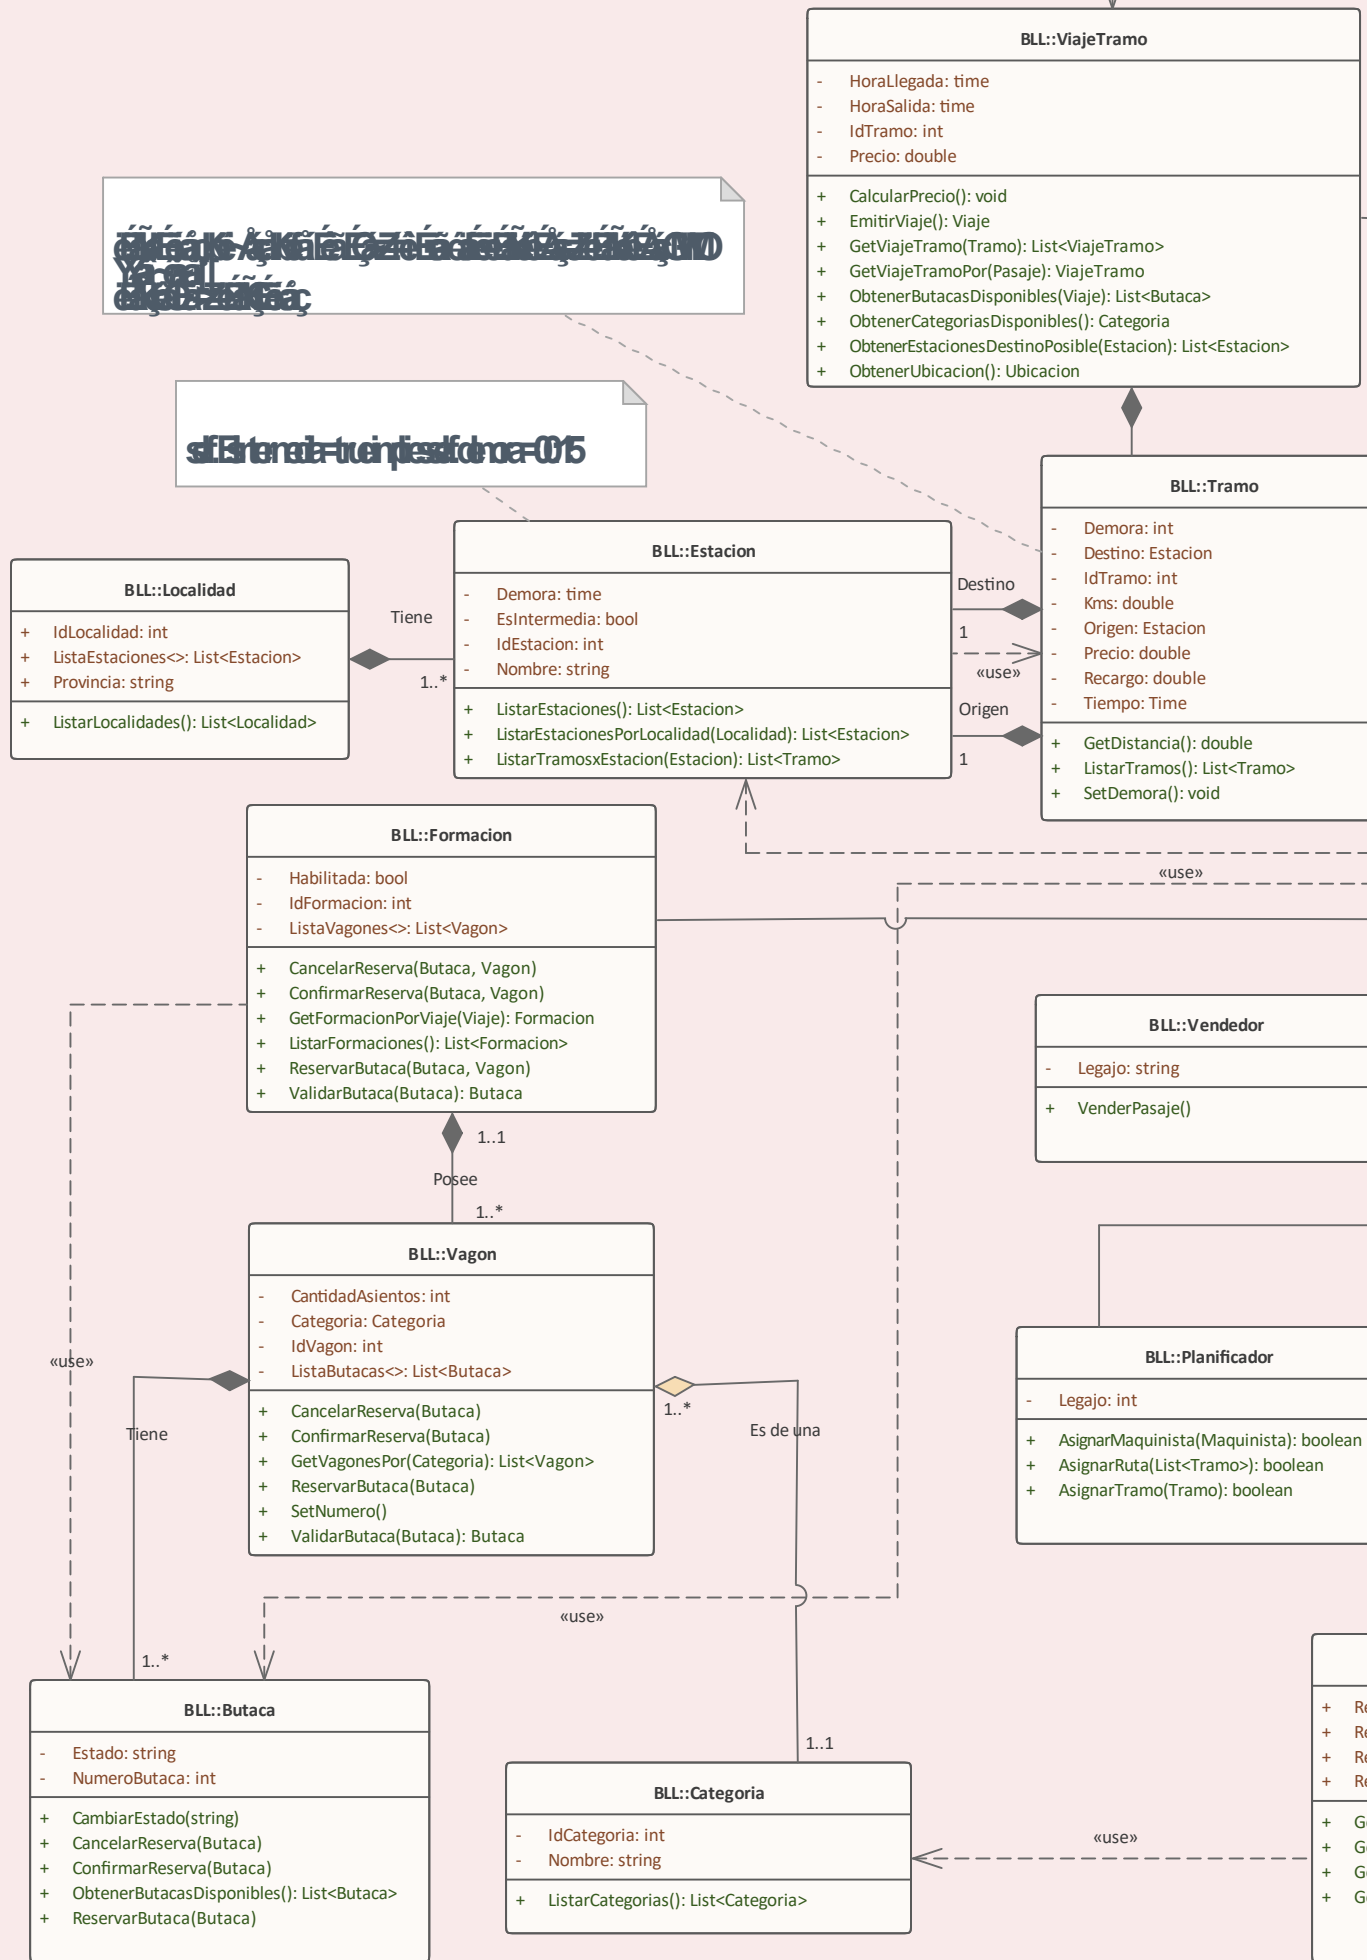 BLL::ViajeTramo
- HoraLlegada: time
- HoraSalida: time
- IdTramo: int
- Precio: double
+ CalcularPrecio(): void
+ EmitirViaje(): Viaje
+ GetViajeTramo(Tramo): List<ViajeTramo>
+ GetViajeTramoPor(Pasaje): ViajeTramo
+ ObtenerButacasDisponibles(Viaje): List<Butaca>
+ ObtenerCategoriasDisponibles(): Categoria
+ ObtenerEstacionesDestinoPosible(Estacion): List<Estacion>
+ ObtenerUbicacion(): Ubicacion
BLL::Tramo
- Demora: int
- Destino: Estacion
- IdTramo: int
- Kms: double
- Origen: Estacion
- Precio: double
- Recargo: double
- Tiempo: Time
+ GetDistancia(): double
+ ListarTramos(): List<Tramo>
+ SetDemora(): void
BLL::Estacion
- Demora: time
- EsIntermedia: bool
- IdEstacion: int
- Nombre: string
+ ListarEstaciones(): List<Estacion>
+ ListarEstacionesPorLocalidad(Localidad): List<Estacion>
+ ListarTramosxEstacion(Estacion): List<Tramo>
Destino
1
«use»
Origen
1
BLL::Localidad
+ IdLocalidad: int
+ ListaEstaciones<>: List<Estacion>
+ Provincia: string
+ ListarLocalidades(): List<Localidad>
Tiene
1..*
«use»
BLL::Formacion
- Habilitada: bool
- IdFormacion: int
- ListaVagones<>: List<Vagon>
+ CancelarReserva(Butaca, Vagon)
+ ConfirmarReserva(Butaca, Vagon)
+ GetFormacionPorViaje(Viaje): Formacion
+ ListarFormaciones(): List<Formacion>
+ ReservarButaca(Butaca, Vagon)
+ ValidarButaca(Butaca): Butaca
1..1
Posee
1..*
BLL::Vendedor
- Legajo: string
+ VenderPasaje()
BLL::Vagon
- CantidadAsientos: int
- Categoria: Categoria
- IdVagon: int
- ListaButacas<>: List<Butaca>
+ CancelarReserva(Butaca)
+ ConfirmarReserva(Butaca)
+ GetVagonesPor(Categoria): List<Vagon>
+ ReservarButaca(Butaca)
+ SetNumero()
+ ValidarButaca(Butaca): Butaca
«use»
Tiene
1..*
1..*
Es de una
1..1
BLL::Planificador
- Legajo: int
+ AsignarMaquinista(Maquinista): boolean
+ AsignarRuta(List<Tramo>): boolean
+ AsignarTramo(Tramo): boolean
«use»
BLL::Butaca
- Estado: string
- NumeroButaca: int
+ CambiarEstado(string)
+ CancelarReserva(Butaca)
+ ConfirmarReserva(Butaca)
+ ObtenerButacasDisponibles(): List<Butaca>
+ ReservarButaca(Butaca)
BLL::Categoria
- IdCategoria: int
- Nombre: string
+ ListarCategorias(): List<Categoria>
«use»